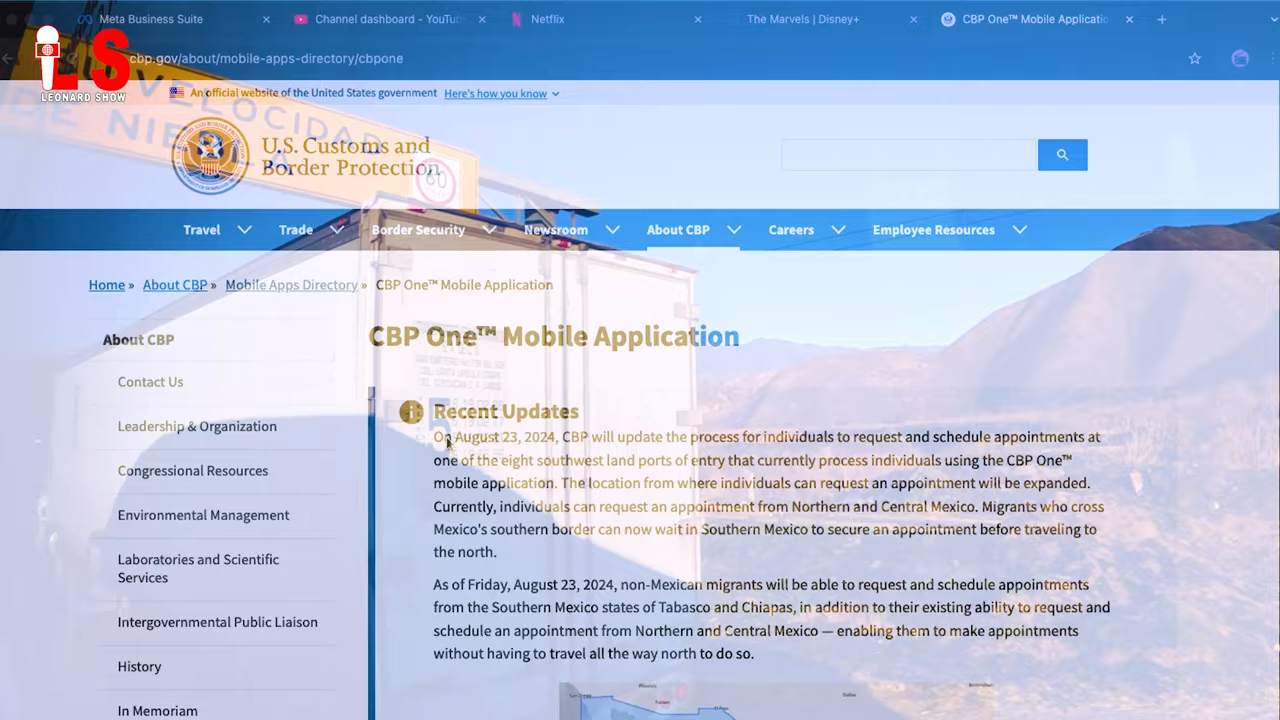 Meta Business Suite
Channel dashboard - YouTub
Netflix
The Marvels | Disney+
CBP One™ Mobile Applicatio
LS
LEONARD SHOW
cbp.gov/about/mobile-apps-directory/cbpone
An official website of the United States government Here's how you know
VELOCIDAD
DE NIE
60
U.S. Customs and
Border Protection
Travel Trade Border Security Newsroom About CBP Careers Employee Resources
Home » About CBP » Mobile Apps Directory » CBP One™ Mobile Application
About CBP
Contact Us
Leadership & Organization
Congressional Resources
Environmental Management
Laboratories and Scientific
Services
Intergovernmental Public Liaison
History
In Memoriam
CBP One™ Mobile Application
Recent Updates
On August 23, 2024, CBP will update the process for individuals to request and schedule appointments at
one of the eight southwest land ports of entry that currently process individuals using the CBP One™
mobile application. The location from where individuals can request an appointment will be expanded.
Currently, individuals can request an appointment from Northern and Central Mexico. Migrants who cross
Mexico's southern border can now wait in Southern Mexico to secure an appointment before traveling to
the north.
As of Friday, August 23, 2024, non-Mexican migrants will be able to request and schedule appointments
from the Southern Mexico states of Tabasco and Chiapas, in addition to their existing ability to request and
schedule an appointment from Northern and Central Mexico — enabling them to make appointments
without having to travel all the way north to do so.